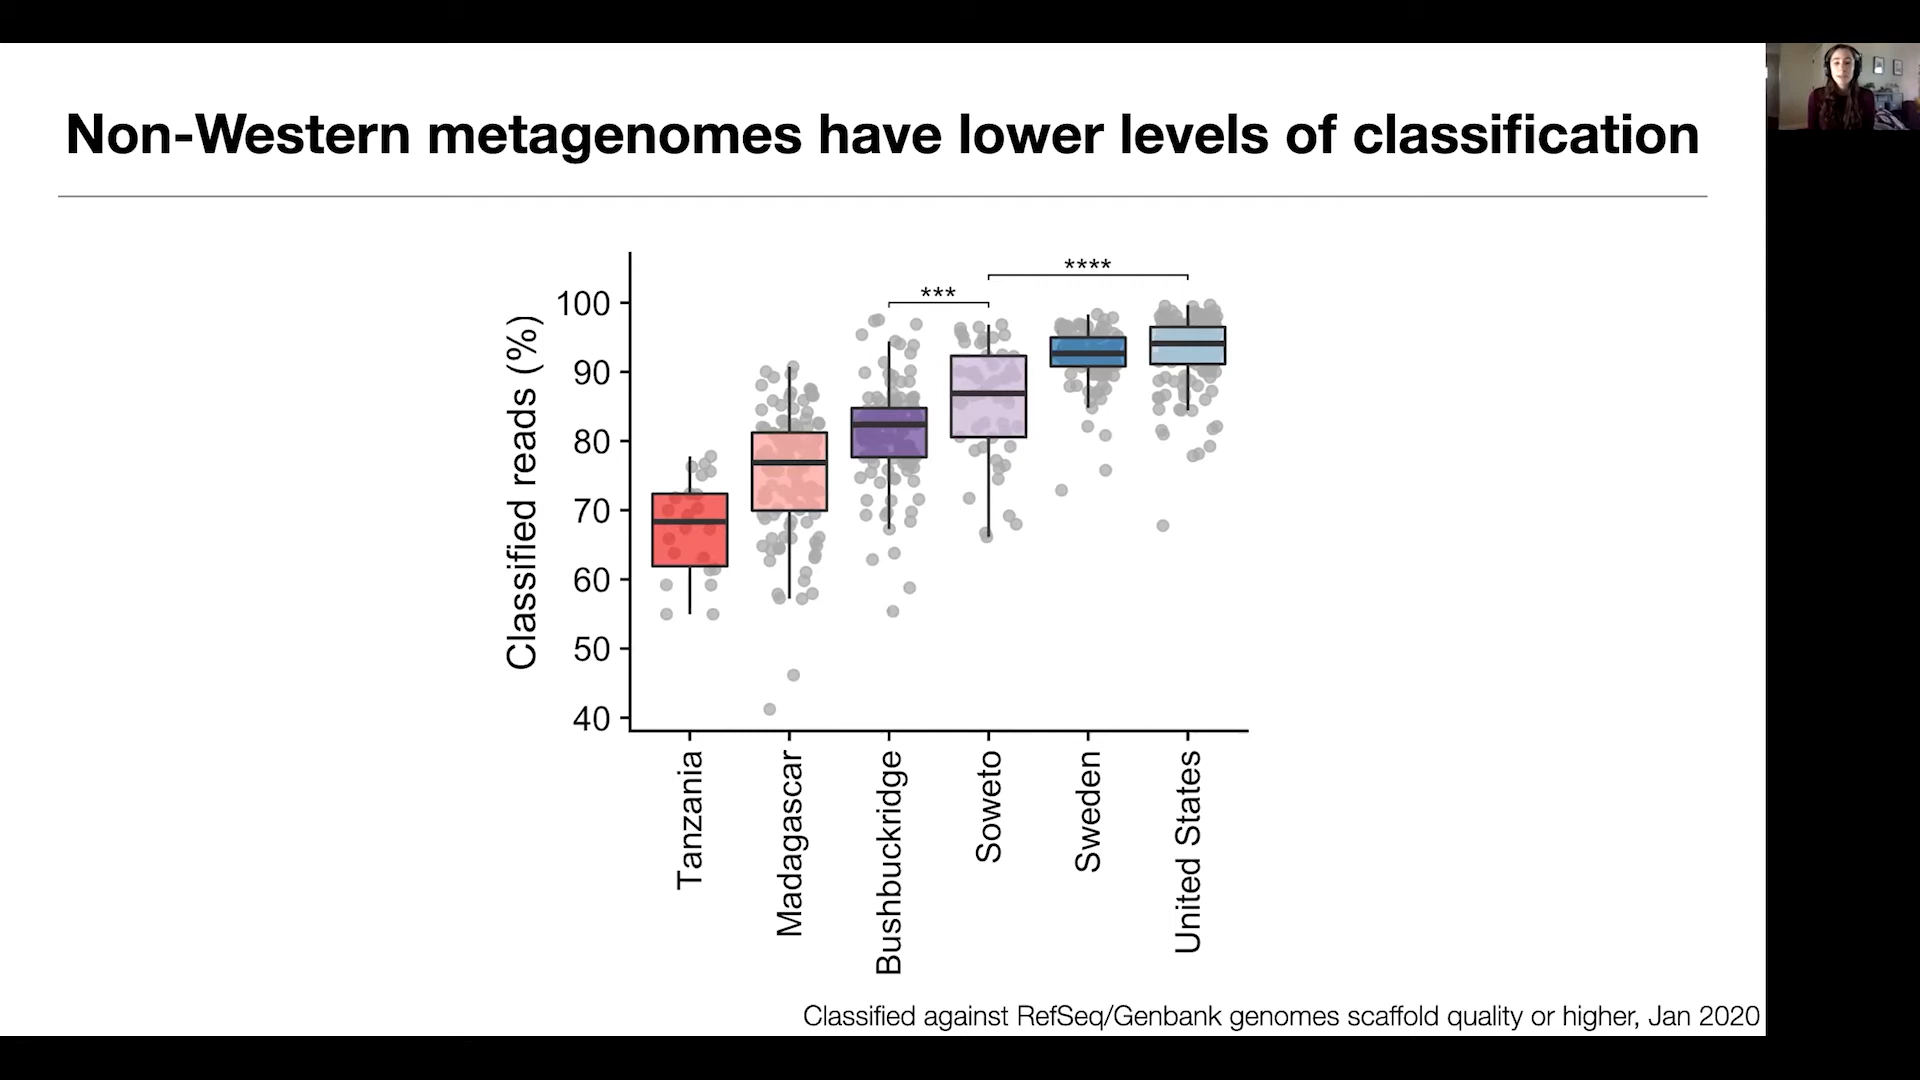 Non-Western metagenomes have lower levels of classification
****
***
Classified reads (%)
100
90
80
70
60
50
40
Tanzania
Madagascar
Bushbuckridge
Soweto
Sweden
United States
Classified against RefSeq/Genbank genomes scaffold quality or higher, Jan 2020